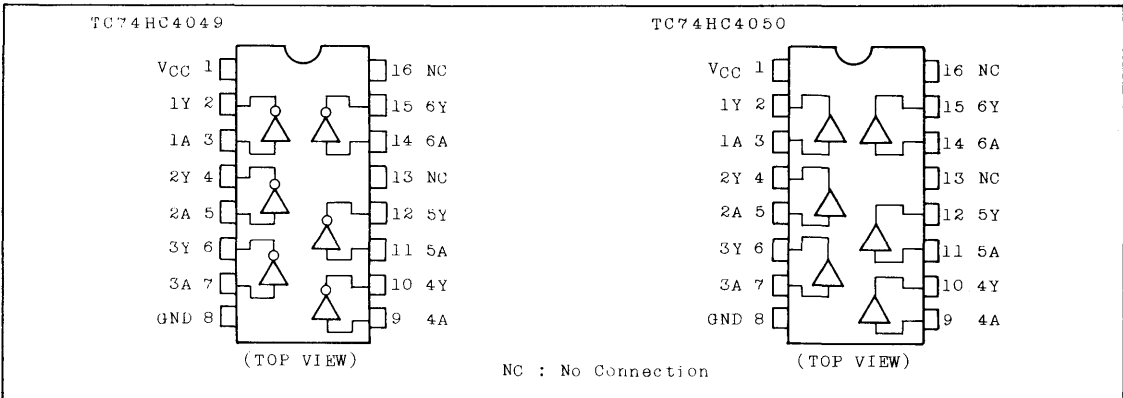 TC74HC4049
VCC 1
1Y 2
1A 3
2Y 4
2A 5
3Y 6
3A 7
GND 8
16 NC
15 6Y
14 6A
13 NC
12 5Y
11 5A
10 4Y
9 4A
(TOP VIEW)
TC74HC4050
VCC 1
1Y 2
1A 3
2Y 4
2A 5
3Y 6
3A 7
GND 8
16 NC
15 6Y
14 6A
13 NC
12 5Y
11 5A
10 4Y
9 4A
(TOP VIEW)
NC : No Connection